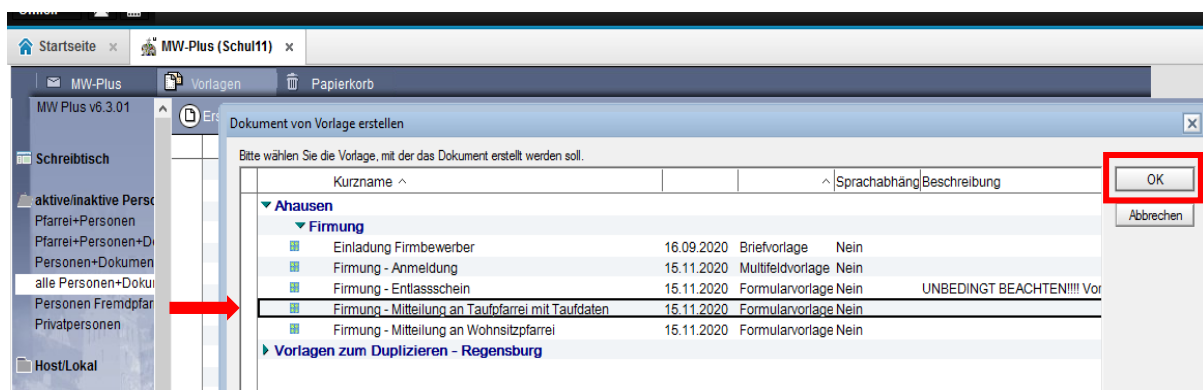 Startseite × MW-Plus (Schul11) ×
MW-Plus Vorlagen Papierkorb
MW Plus v6.3.01
Schreibtisch
aktive/inaktive Perso
Pfarrei+Personen
Pfarrei+Personen+Do
Personen+Dokumen
alle Personen+Dokur
Personen Fremdpfar
Privatpersonen
Host/Lokal
Ers
Dokument von Vorlage erstellen
Bitte wählen Sie die Vorlage, mit der das Dokument erstellt werden soll.
Kurzname Sprachabhäng Beschreibung
Ahausen
Firmung
Einladung Firmbewerber 16.09.2020 Briefvorlage Nein
Firmung - Anmeldung 15.11.2020 Multifeldvorlage Nein
Firmung - Entlassschein 15.11.2020 Formularvorlage Nein UNBEDINGT BEACHTEN!!!! Vor
Firmung - Mitteilung an Taufpfarrei mit Taufdaten 15.11.2020 Formularvorlage Nein
Firmung - Mitteilung an Wohnsitzpfarrei 15.11.2020 Formularvorlage Nein
Vorlagen zum Duplizieren - Regensburg
OK
Abbrechen